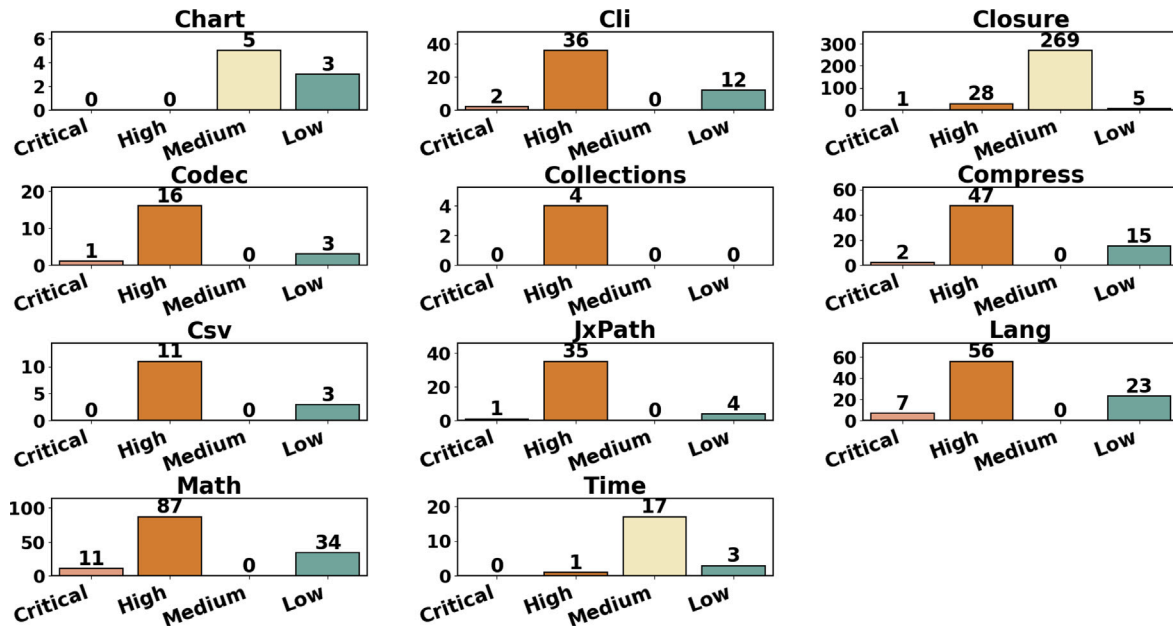 Chart
6
4
2
0
0
0
5
3
Critical
High
Medium
Low
Cli
40
20
0
2
36
0
12
Critical
High
Medium
Low
Closure
300
200
100
0
1
28
269
5
Critical
High
Medium
Low
Codec
20
10
0
1
16
0
3
Critical
High
Medium
Low
Collections
4
2
0
0
4
0
0
Critical
High
Medium
Low
Compress
60
40
20
0
2
47
0
15
Critical
High
Medium
Low
Csv
10
5
0
0
11
0
3
Critical
High
Medium
Low
JxPath
40
20
0
1
35
0
4
Critical
High
Medium
Low
Lang
60
40
20
0
7
56
0
23
Critical
High
Medium
Low
Math
100
50
0
11
87
0
34
Critical
High
Medium
Low
Time
20
10
0
0
1
17
3
Critical
High
Medium
Low